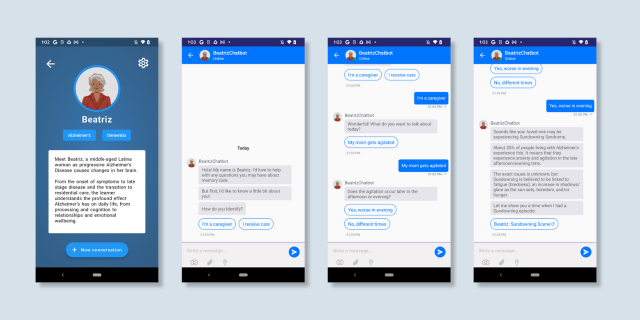 1:02
Beatriz
Alzheimer's
Dementia
Meet Beatriz, a middle-aged Latina
woman as progressive Alzheimer's
Disease causes changes in her brain.
From the onset of symptoms to late
stage disease and the transition to
residential care, the learner
understands the profound effect
Alzheimer's has on daily life, from
processing and cognition to
relationships and emotional
wellbeing.
+ New conversation
1:03
BeatrizChatbot
Online
Today
BeatrizChatbot
Hola! My name is Beatriz. I'd love to help
with any questions you may have about
memory care.
But first, I'd like to know a little bit about
you!
How do you identify?
I'm a caregiver
I receive care
Write a message...
1:03
BeatrizChatbot
Online
I'm a caregiver
I receive care
I'm a caregiver
BeatrizChatbot
Wonderful! What do you want to talk about
today?
My mom gets agitated
My mom gets agitated
BeatrizChatbot
Does the agitation occur later in the
afternoon or evening?
Yes, worse in evening
No, different times
Write a message...
1:03
BeatrizChatbot
Online
Yes, worse in evening
No, different times
Yes, worse in evening
BeatrizChatbot
Sounds like your loved one may be
experiencing Sundowning Syndrome.
About 20% of people living with Alzheimer's
experience this. It means that they
experience anxiety and agitation in the late
afternoon/evening time.
The exact cause is unknown, but
Sundowning is believed to be linked to
fatigue (tiredness), an increase in shadows/
glare as the sun sets, boredom, and/or
hunger.
Let me show you a time when I had a
Sundowning episode:
Beatriz: Sundowning Scene
Write a message...